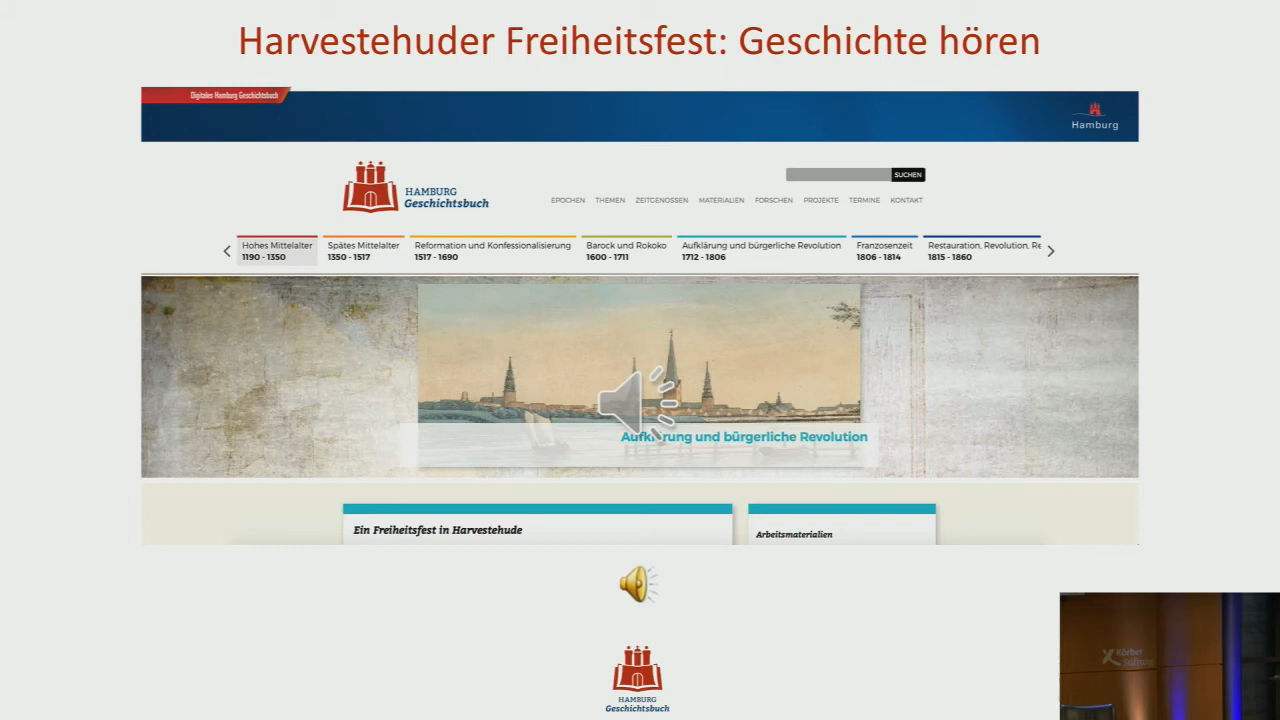 Harvestehuder Freiheitsfest: Geschichte hören
Digitales Hamburg Geschichtsbuch
Hamburg
HAMBURG
Geschichtsbuch
SUCHEN
EPOCHEN THEMEN ZEITGENOSSEN MATERIALIEN FORSCHEN PROJEKTE TERMINE KONTAKT
Hohes Mittelalter Spätes Mittelalter Reformation und Konfessionalisierung Barock und Rokoko Aufklärung und bürgerliche Revolution Franzosenzeit Restauration, Revolution, Re
1190 - 1350 1350 - 1517 1517 - 1690 1600 - 1711 1712 - 1806 1806 - 1814 1815 - 1860
Aufklärung und bürgerliche Revolution
Ein Freiheitsfest in Harvestehude
Arbeitsmaterialien
Körber
Stiftung
HAMBURG
Geschichtsbuch